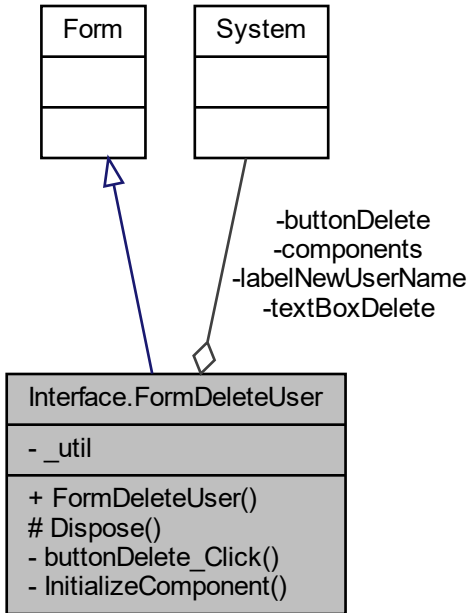 Form
System
-buttonDelete
-components
-labelNewUserName
-textBoxDelete
Interface.FormDeleteUser
- _util
+ FormDeleteUser()
# Dispose()
- buttonDelete_Click()
- InitializeComponent()